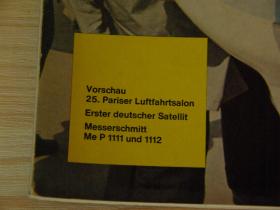 Vorschau
25. Pariser Luftfahrtsalon
Erster deutscher Satellit
Messerschmitt
Me P 1111 und 1112